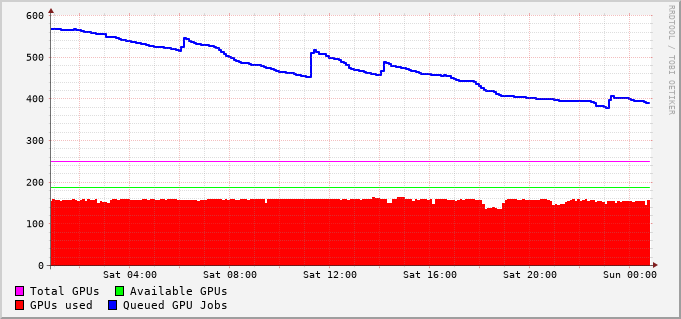 600
500
400
300
200
100
0
Sat 04:00 Sat 08:00 Sat 12:00 Sat 16:00 Sat 20:00 Sun 00:00
Total GPUs Available GPUs
GPUs used Queued GPU Jobs
RRDTOOL / TOBI OETIKER